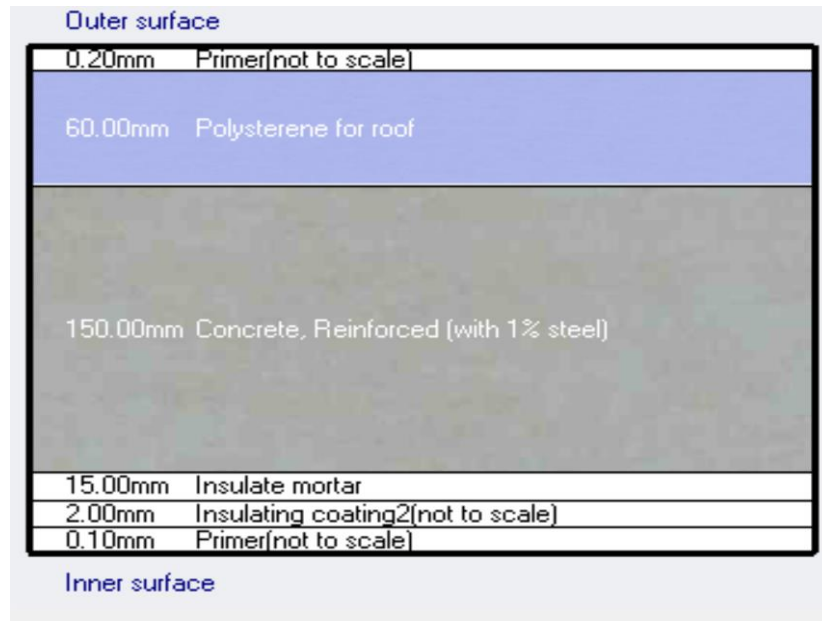 Outer surface
0.20mm Primer(not to scale)
60.00mm Polysterene for roof
150.00mm Concrete, Reinforced (with 1% steel)
15.00mm Insulate mortar
2.00mm Insulating coating2(not to scale)
0.10mm Primer(not to scale)
Inner surface